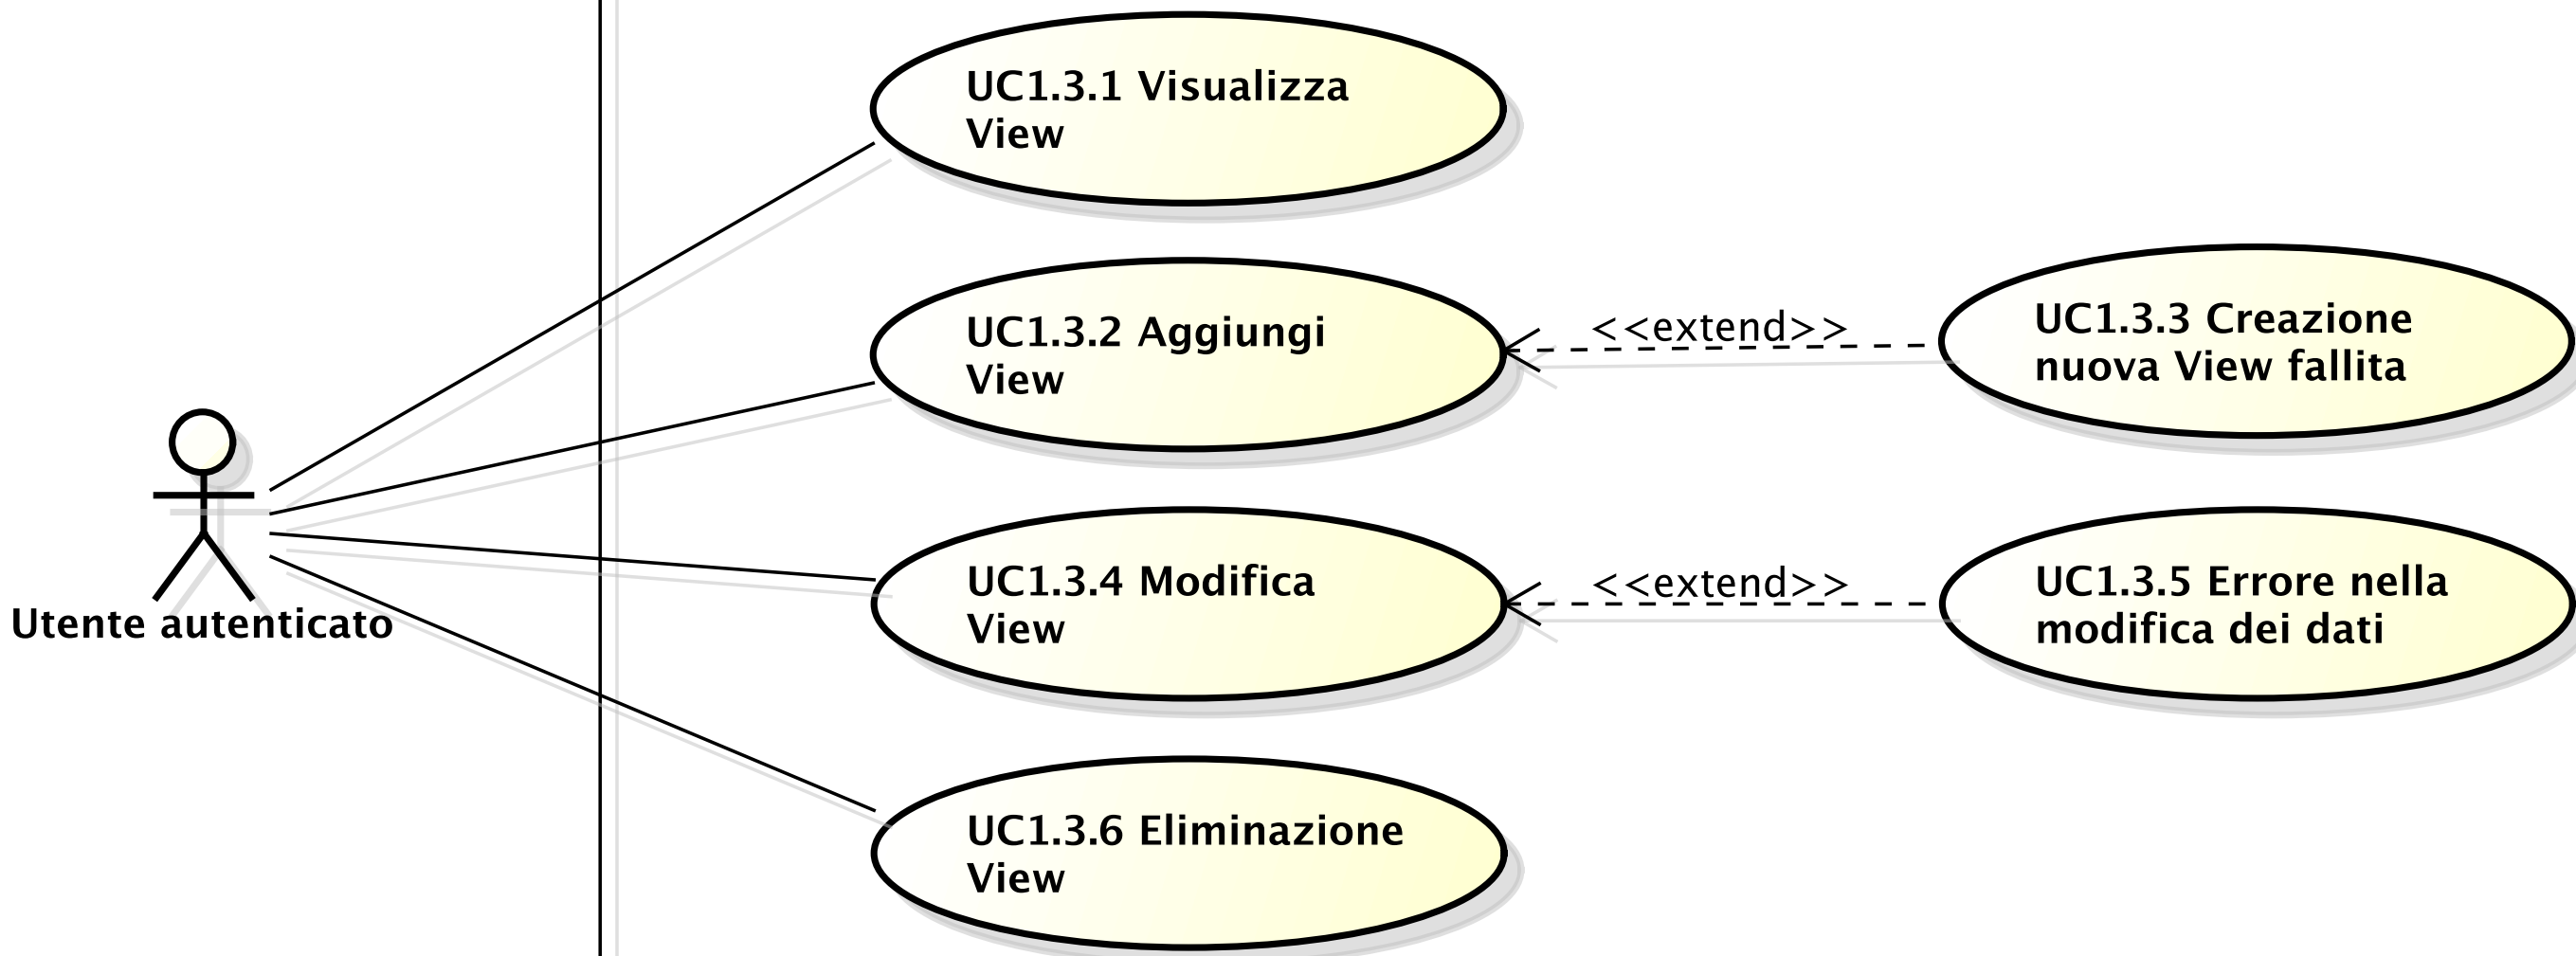 UC1.3.1 Visualizza
View
UC1.3.2 Aggiungi
View
<<extend>>
UC1.3.3 Creazione
nuova View fallita
Utente autenticato
UC1.3.4 Modifica
View
<<extend>>
UC1.3.5 Errore nella
modifica dei dati
UC1.3.6 Eliminazione
View